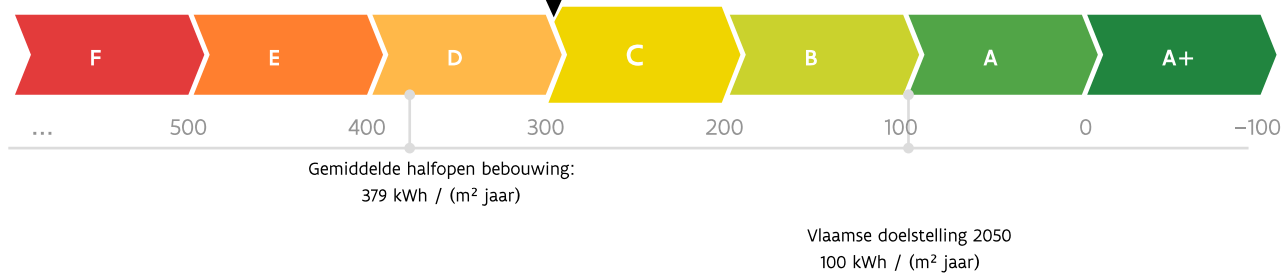 F E D C B A A+
... 500 400 300 200 100 0 −100
Gemiddelde halfopen bebouwing:
379 kWh / (m² jaar)
Vlaamse doelstelling 2050
100 kWh / (m² jaar)